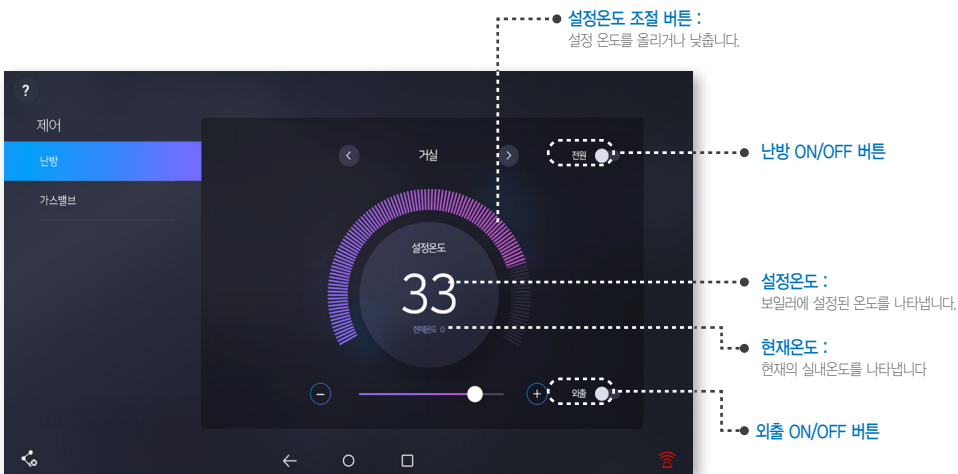 설정온도 조절 버튼 :
설정 온도를 올리거나 낮춥니다.
?
제어
난방
가스밸브
<
거실
>
전원
난방 ON/OFF 버튼
설정온도
33
현재온도 0
설정온도 :
보일러에 설정된 온도를 나타냅니다.
현재온도 :
현재의 실내온도를 나타냅니다
−
+
외출
외출 ON/OFF 버튼